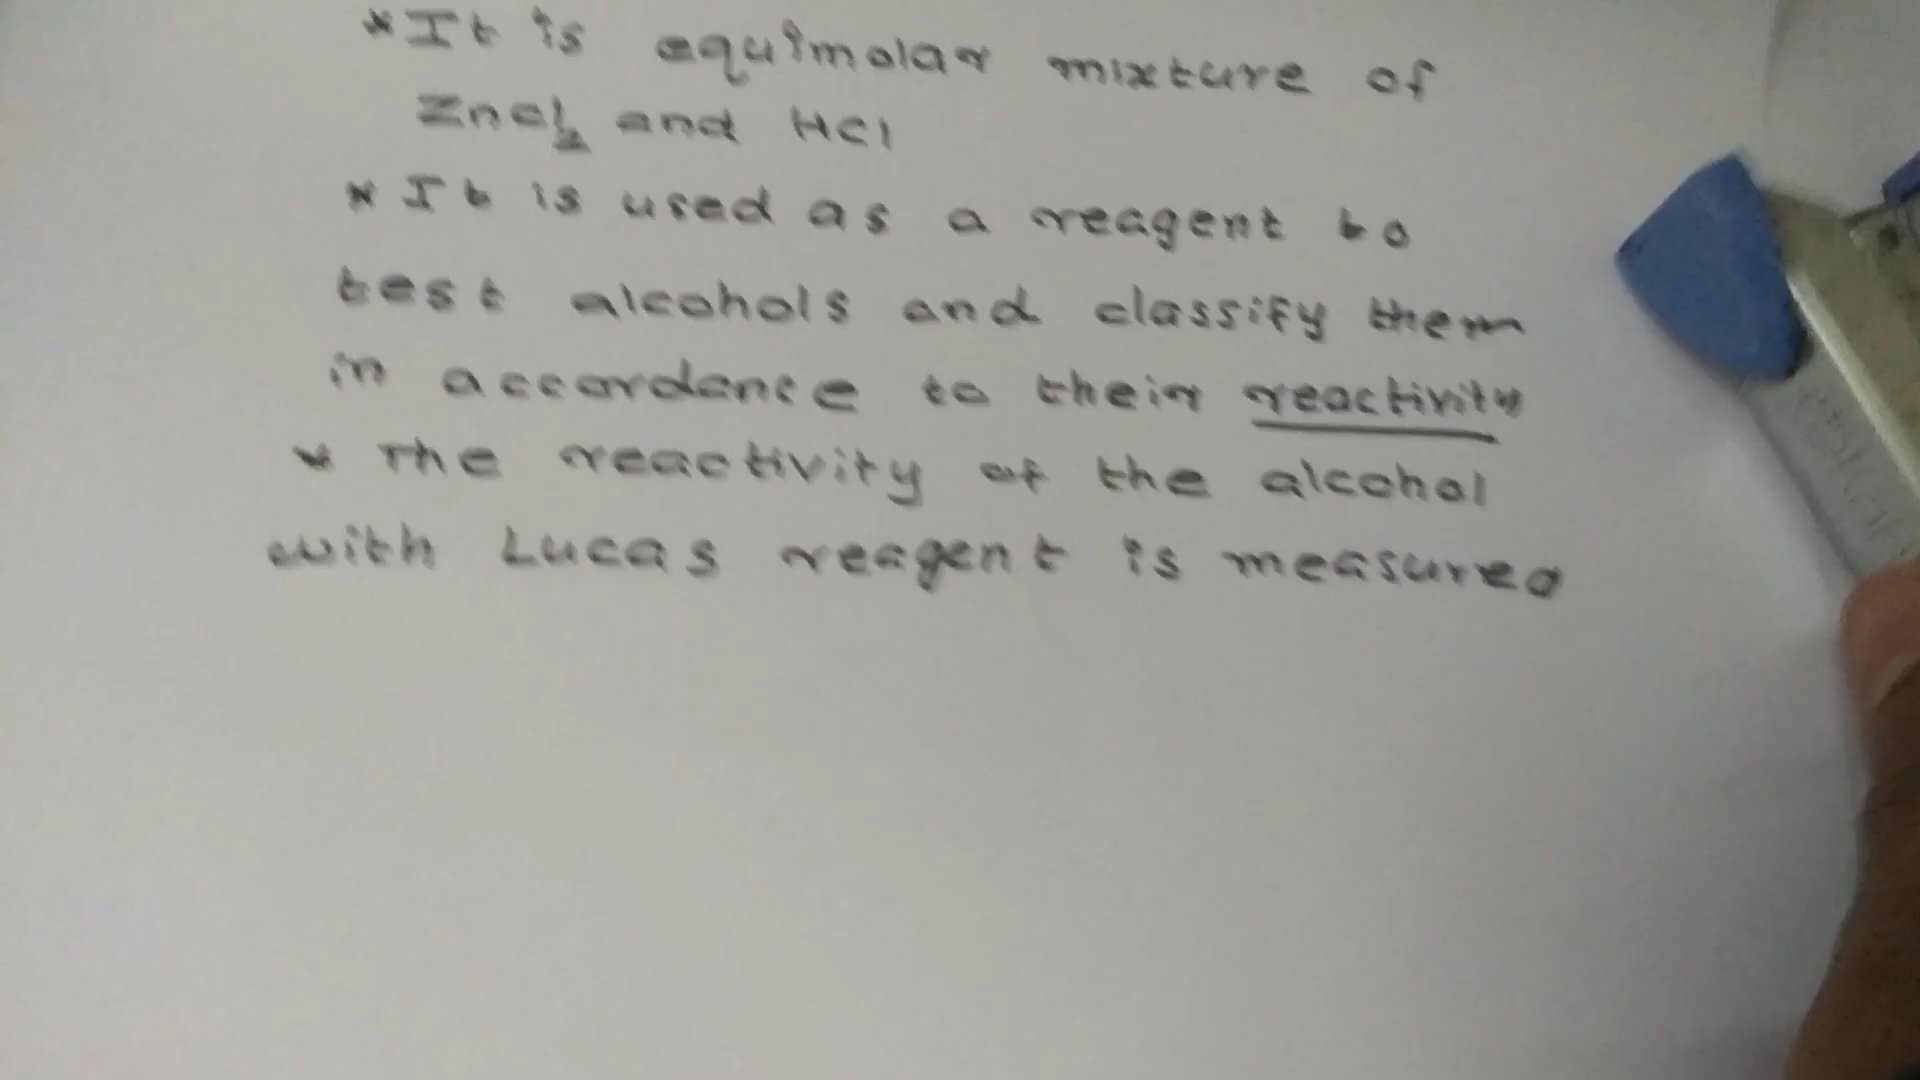 *It is equimolar mixture of
ZnCl2 and HCl
*It is used as a reagent to
test alcohols and classify them
in accordance to their reactivity
* The reactivity of the alcohol
with Lucas reagent is measured